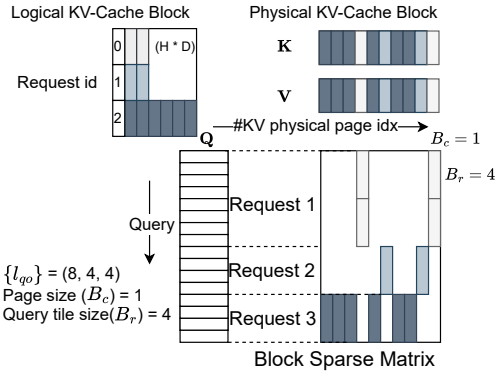 Logical KV-Cache Block
Physical KV-Cache Block
0
(H * D)
K
Request id
1
V
2
#KV physical page idx
Q
B_c = 1
B_r = 4
Request 1
Query
Request 2
{l_{qo}} = (8, 4, 4)
Page size (B_c) = 1
Query tile size(B_r) = 4
Request 3
Block Sparse Matrix